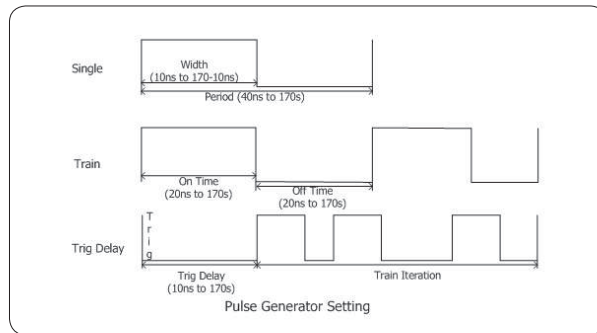 Single
Width
(10ns to 170-10ns)
Period (40ns to 170s)
Train
On Time
(20ns to 170s)
Off Time
(20ns to 170s)
Trig
Trig Delay
Trig Delay
(10ns to 170s)
Train Iteration
Pulse Generator Setting